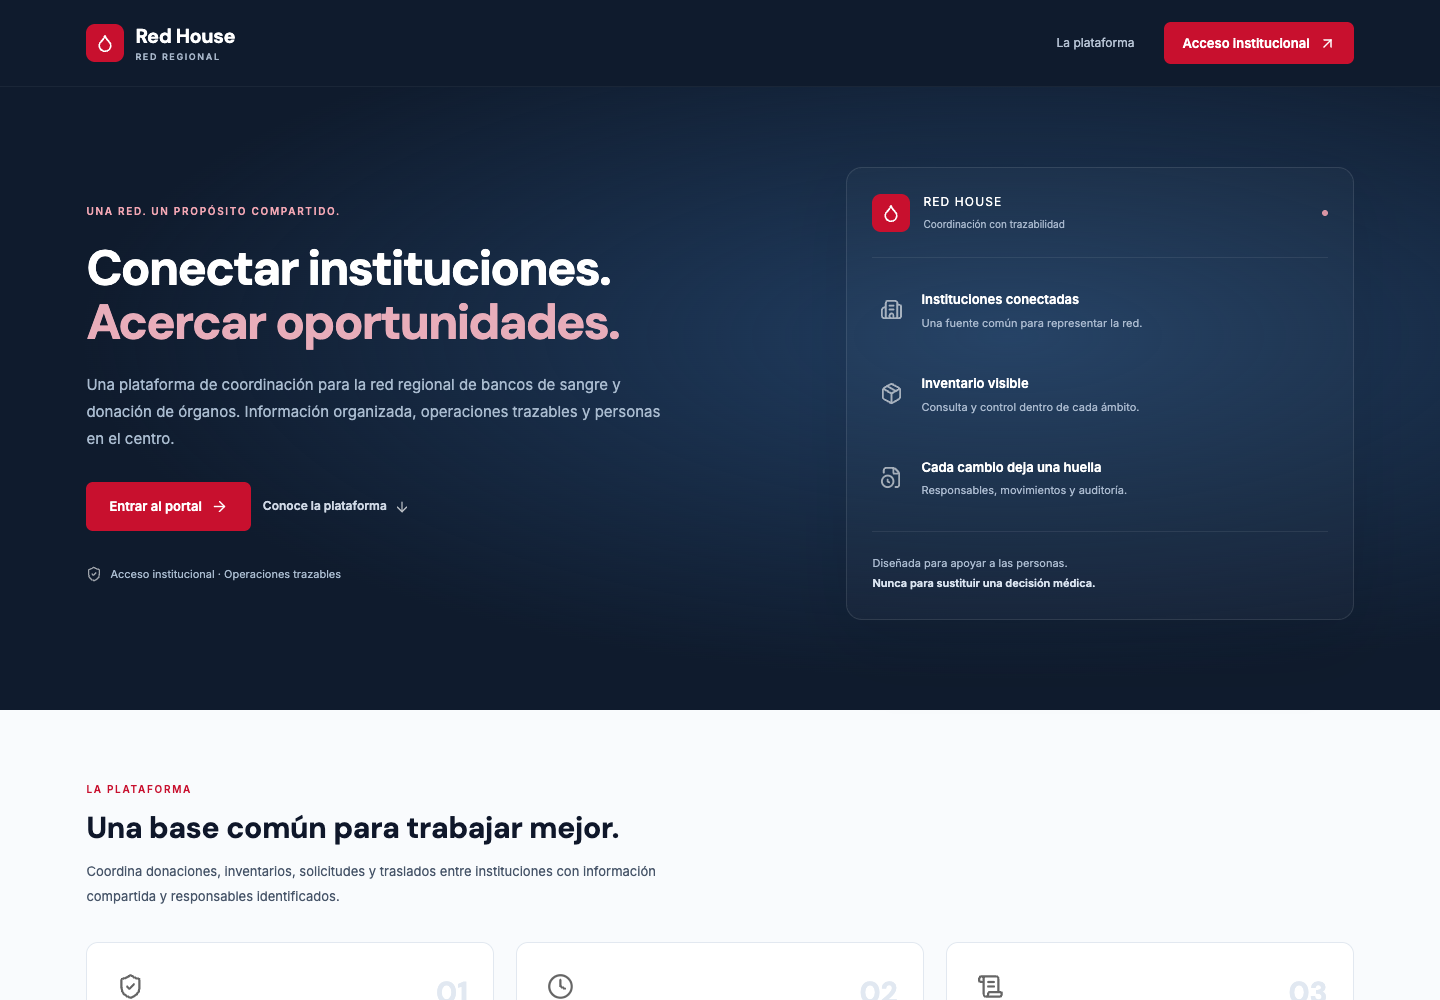 Red House
RED REGIONAL
La plataforma
Acceso institucional
UNA RED. UN PROPÓSITO COMPARTIDO.
Conectar instituciones.
Acercar oportunidades.
Una plataforma de coordinación para la red regional de bancos de sangre y
donación de órganos. Información organizada, operaciones trazables y personas
en el centro.
Entrar al portal
Conoce la plataforma
Acceso institucional · Operaciones trazables
RED HOUSE
Coordinación con trazabilidad
Instituciones conectadas
Una fuente común para representar la red.
Inventario visible
Consulta y control dentro de cada ámbito.
Cada cambio deja una huella
Responsables, movimientos y auditoría.
Diseñada para apoyar a las personas.
Nunca para sustituir una decisión médica.
LA PLATAFORMA
Una base común para trabajar mejor.
Coordina donaciones, inventarios, solicitudes y traslados entre instituciones con información
compartida y responsables identificados.
01
02
03